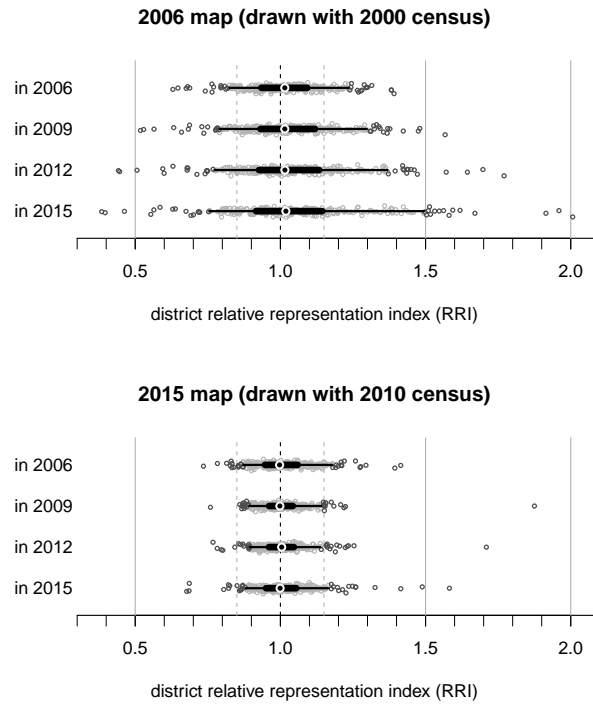 2006 map (drawn with 2000 census)
in 2006
in 2009
in 2012
in 2015
0.5 1.0 1.5 2.0
district relative representation index (RRI)
2015 map (drawn with 2010 census)
in 2006
in 2009
in 2012
in 2015
0.5 1.0 1.5 2.0
district relative representation index (RRI)